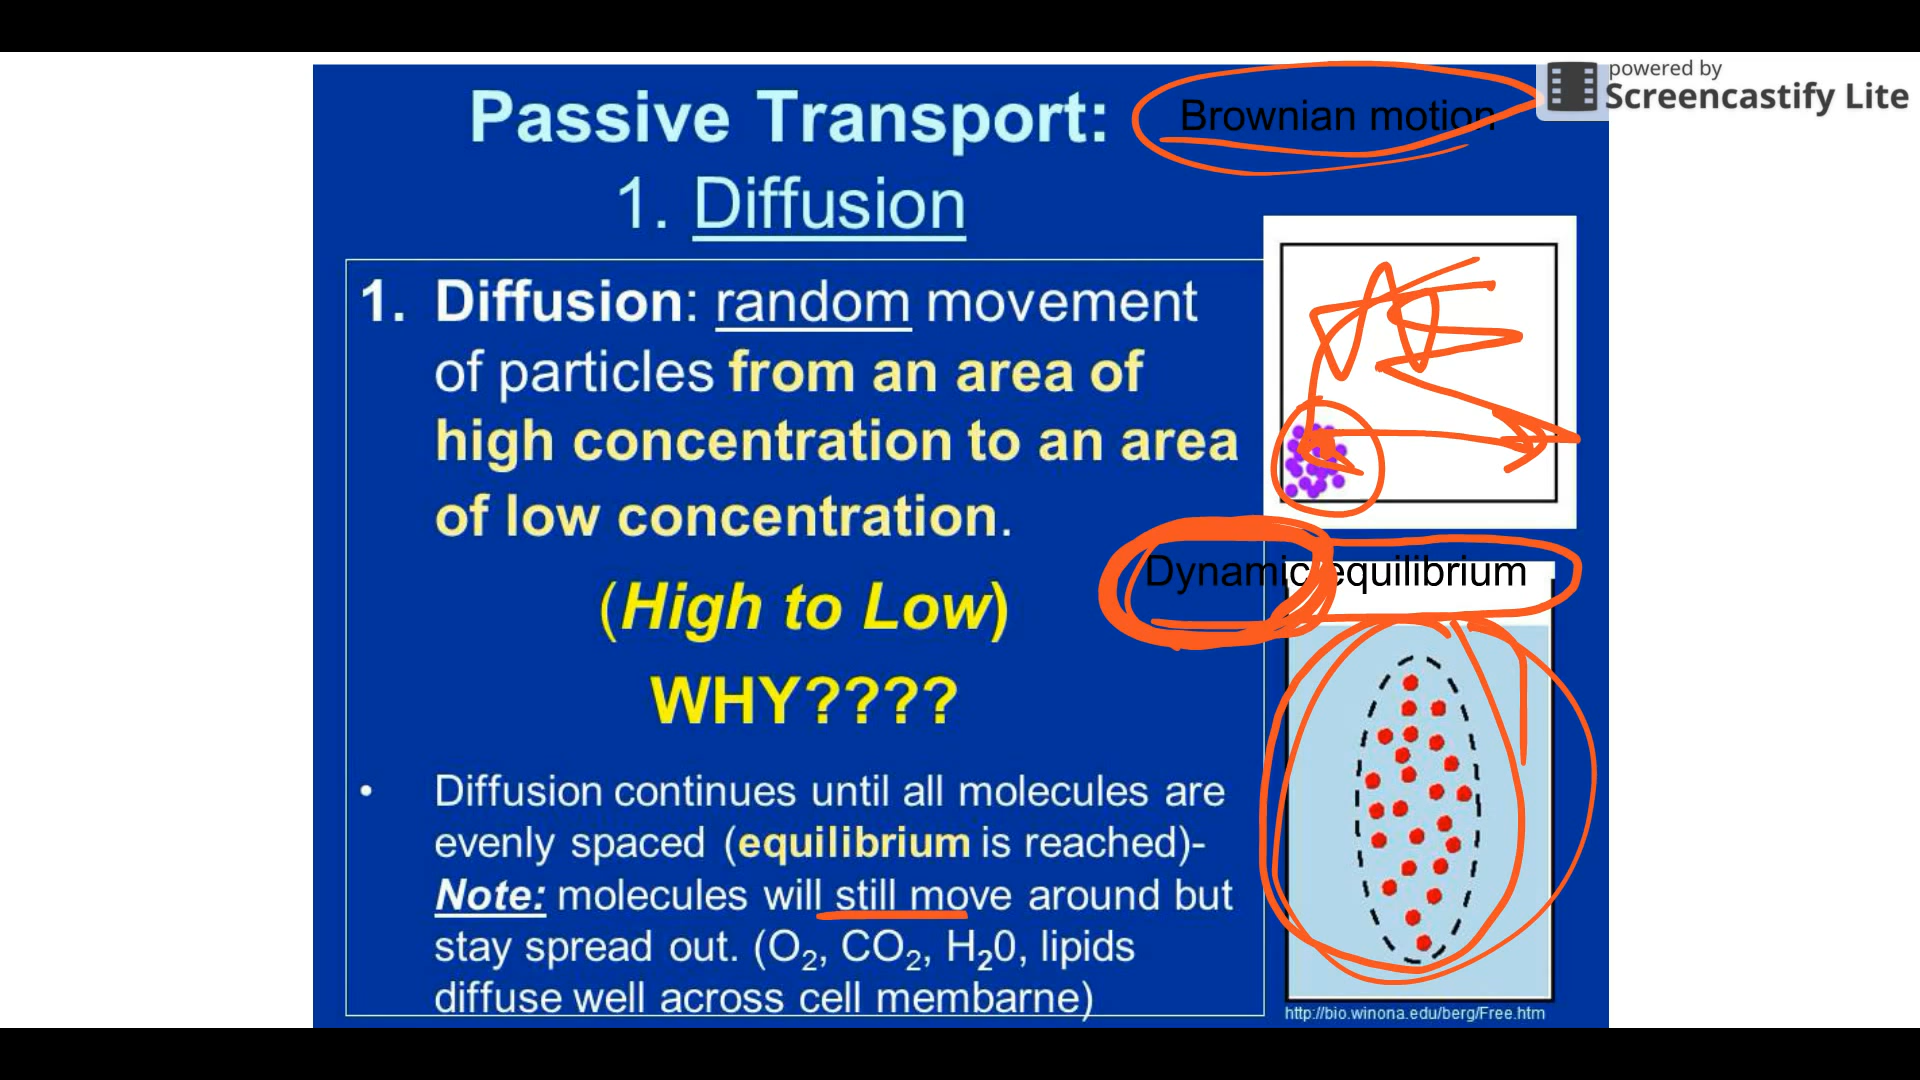 Passive Transport:
Brownian motion
powered by
Screencastify Lite
1. Diffusion
1. Diffusion: random movement
of particles from an area of
high concentration to an area
of low concentration.
(High to Low)
WHY????
Dynamic equilibrium
• Diffusion continues until all molecules are
evenly spaced (equilibrium is reached)-
Note: molecules will still move around but
stay spread out. (O₂, CO₂, H₂0, lipids
diffuse well across cell membarne)
http://bio.winona.edu/berg/Free.htm